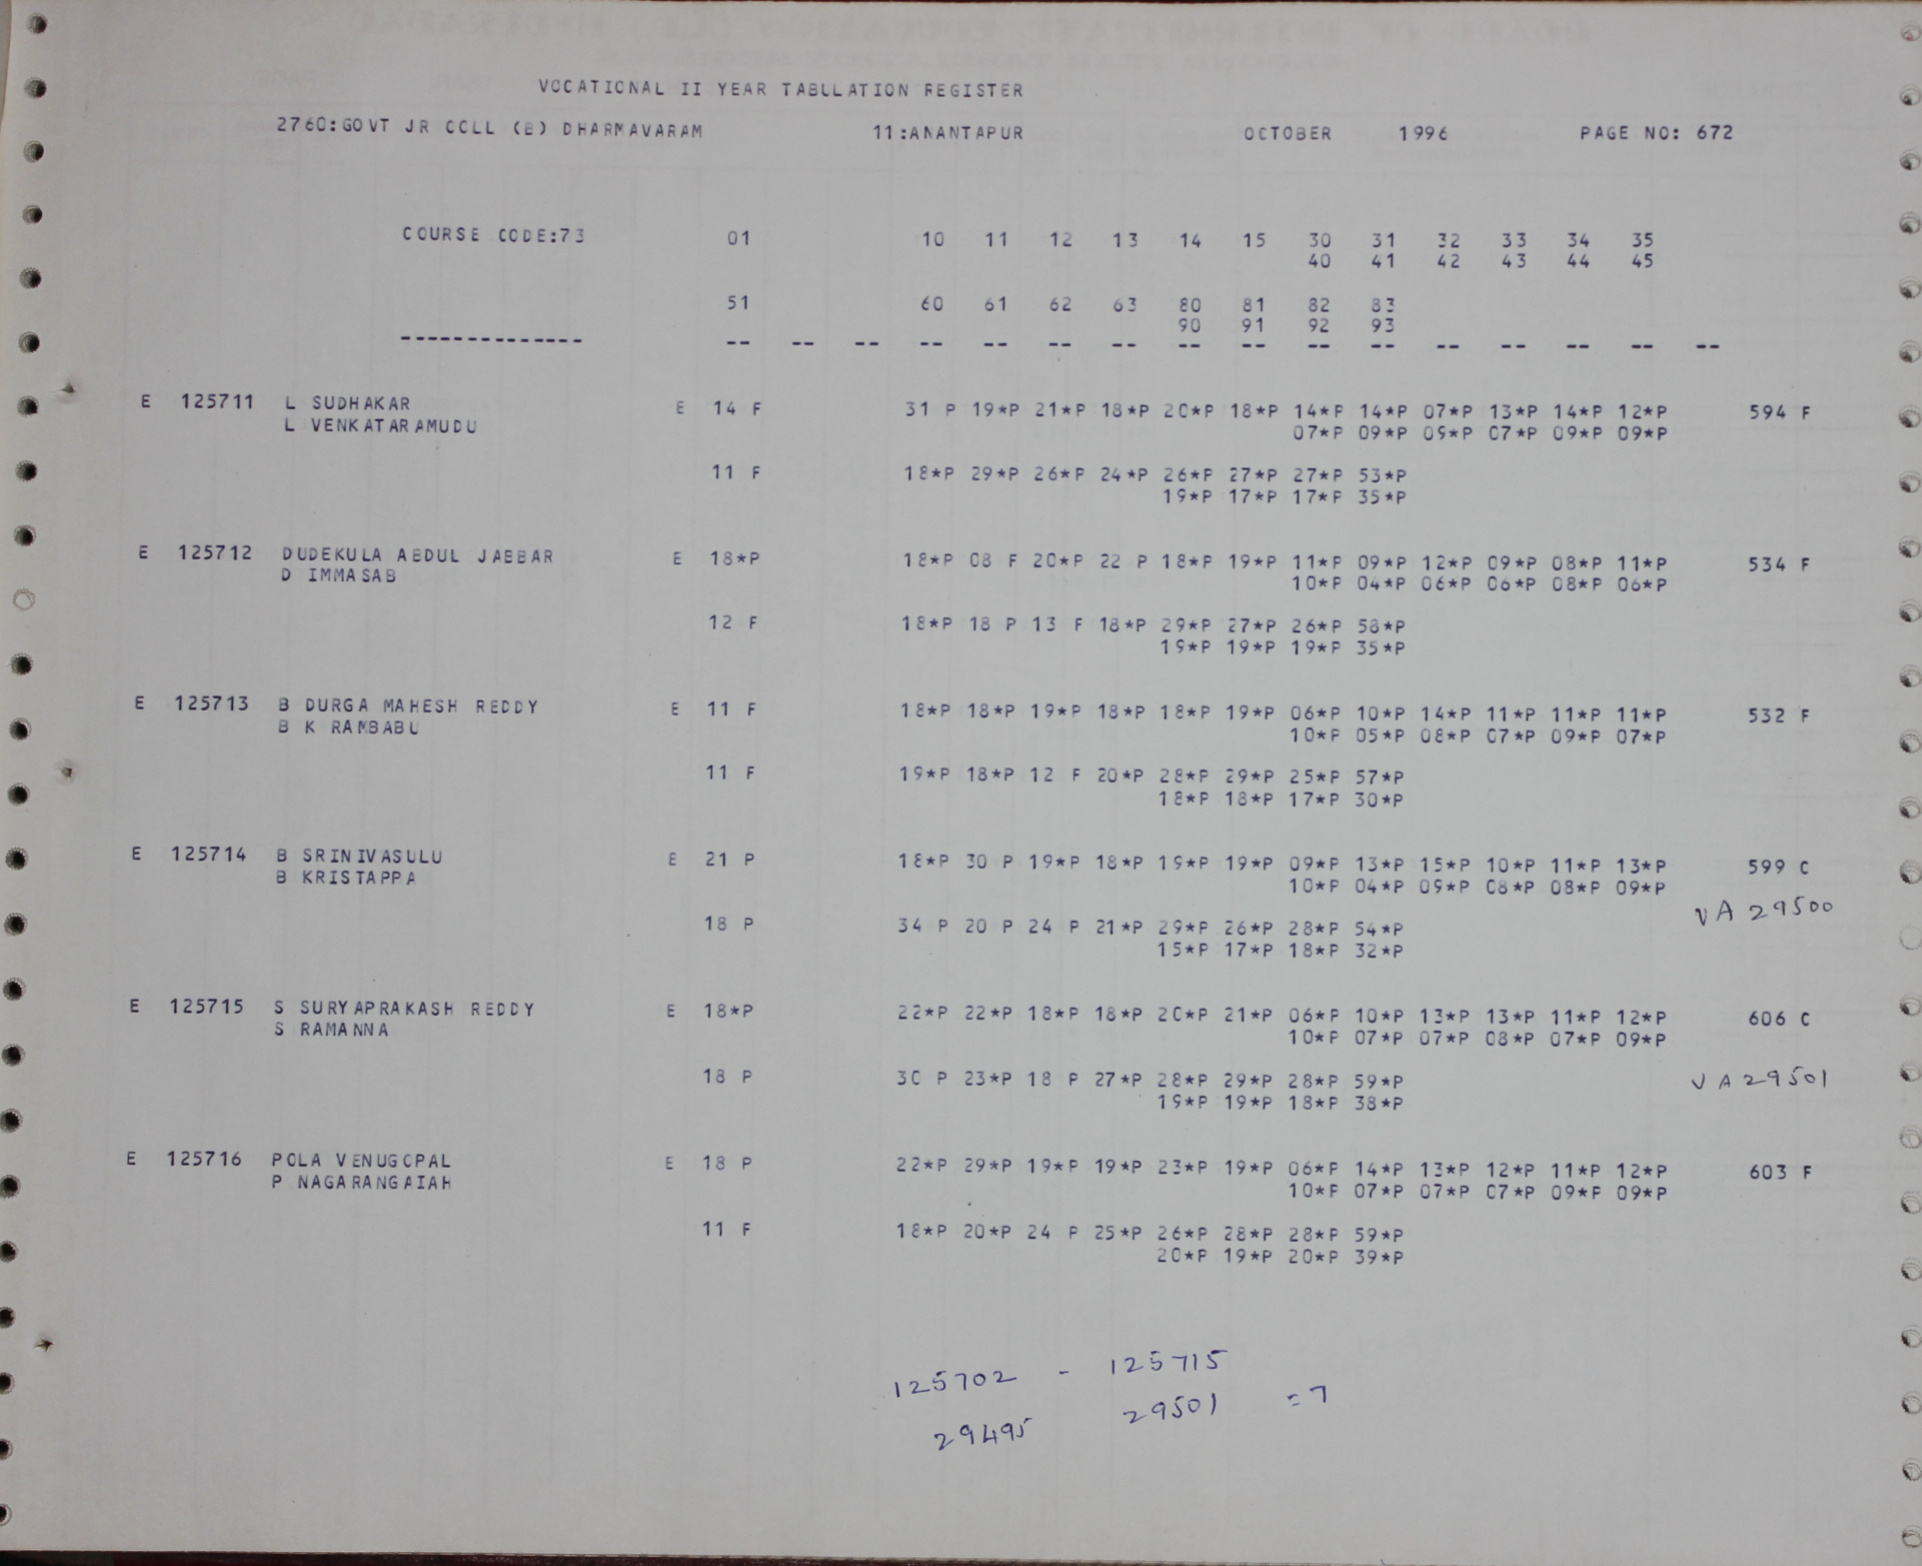 VOCATIONAL II YEAR TABULATION REGISTER
2760:GOVT JR COLL (B) DHARMAVARAM 11:ANANTAPUR OCTOBER 1996 PAGE NO: 672
COURSE CODE:73 01 10 11 12 13 14 15 30 31 32 33 34 35
40 41 42 43 44 45
51 60 61 62 63 80 81 82 83
90 91 92 93
-------------- -- -- -- -- -- -- -- -- -- -- -- -- -- -- -- --
E 125711 L SUDHAKAR E 14 F 31 P 19*P 21*P 18*P 20*P 18*P 14*P 14*P 07*P 13*P 14*P 12*P 594 F
L VENKATARAMUDU 07*P 09*P 09*P 07*P 09*P 09*P
11 F 18*P 29*P 26*P 24*P 26*P 27*P 27*P 53*P
19*P 17*P 17*P 35*P
E 125712 DUDEKULA ABDUL JABBAR E 18*P 18*P 08 F 20*P 22 P 18*P 19*P 11*P 09*P 12*P 09*P 08*P 11*P 534 F
D IMMASAB 10*P 04*P 06*P 06*P 08*P 06*P
12 F 18*P 18 P 13 F 18*P 29*P 27*P 26*P 58*P
19*P 19*P 19*P 35*P
E 125713 B DURGA MAHESH REDDY E 11 F 18*P 18*P 19*P 18*P 18*P 19*P 06*P 10*P 14*P 11*P 11*P 11*P 532 F
B K RAMBABU 10*P 05*P 08*P 07*P 09*P 07*P
11 F 19*P 18*P 12 F 20*P 28*P 29*P 25*P 57*P
18*P 18*P 17*P 30*P
E 125714 B SRINIVASULU E 21 P 18*P 30 P 19*P 18*P 19*P 19*P 09*P 13*P 15*P 10*P 11*P 13*P 599 C
B KRISTAPPA 10*P 04*P 09*P 08*P 08*P 09*P
VA 29500
18 P 34 P 20 P 24 P 21*P 29*P 26*P 28*P 54*P
15*P 17*P 18*P 32*P
E 125715 S SURYAPRAKASH REDDY E 18*P 22*P 22*P 18*P 18*P 20*P 21*P 06*P 10*P 13*P 13*P 11*P 12*P 606 C
S RAMANNA 10*P 07*P 07*P 08*P 07*P 09*P
18 P 30 P 23*P 18 P 27*P 28*P 29*P 28*P 59*P VA 29501
19*P 19*P 18*P 38*P
E 125716 POLA VENUGOPAL E 18 P 22*P 29*P 19*P 19*P 23*P 19*P 06*P 14*P 13*P 12*P 11*P 12*P 603 F
P NAGARANGAIAH 10*P 07*P 07*P 07*P 09*P 09*P
11 F 18*P 20*P 24 P 25*P 26*P 28*P 28*P 59*P
20*P 19*P 20*P 39*P
125702 - 125715
29495 29501 = 7